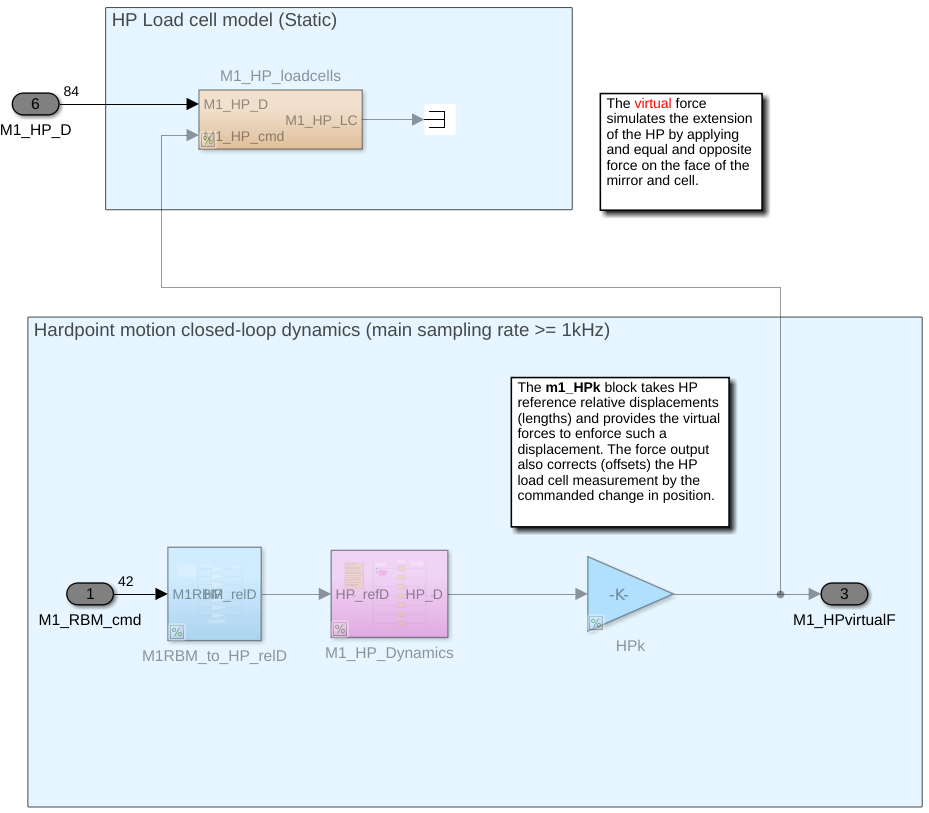 HP Load cell model (Static)
M1_HP_loadcells
84
6
M1_HP_D
M1_HP_D
M1_HP_LC
M1_HP_cmd
%
The virtual force
simulates the extension
of the HP by applying
and equal and opposite
force on the face of the
mirror and cell.
Hardpoint motion closed-loop dynamics (main sampling rate >= 1kHz)
The m1_HPk block takes HP
reference relative displacements
(lengths) and provides the virtual
forces to enforce such a
displacement. The force output
also corrects (offsets) the HP
load cell measurement by the
commanded change in position.
42
1
M1_RBM_cmd
%
M1RBM_to_HP_relD
HP_refD HP_D
%
M1_HP_Dynamics
-K-
%
HPk
3
M1_HPvirtualF